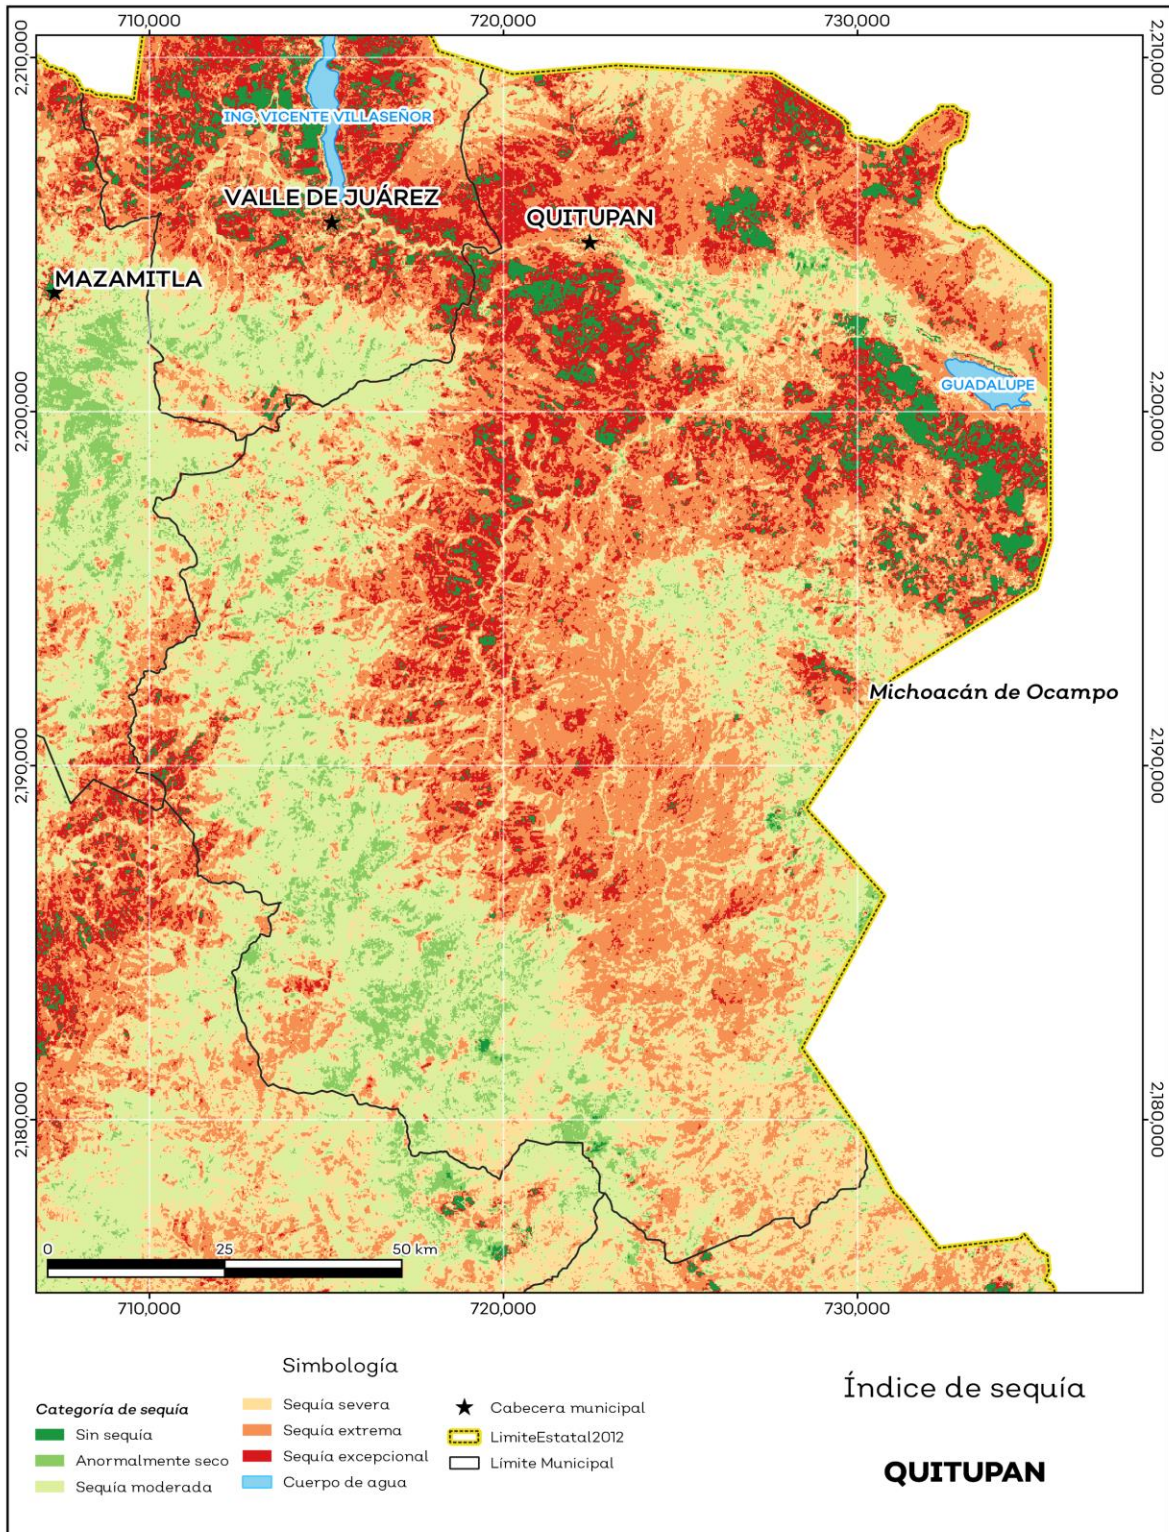 710,000
720,000
730,000
2,210,000
2,210,000
ING. VICENTE VILLASEÑOR
VALLE DE JUÁREZ
QUITUPAN
MAZAMITLA
GUADALUPE
2,200,000
2,200,000
Michoacán de Ocampo
2,190,000
2,190,000
2,180,000
2,180,000
0
25
50 km
710,000
720,000
730,000
Simbología
Categoría de sequía
Sin sequía
Anormalmente seco
Sequía moderada
Sequía severa
Sequía extrema
Sequía excepcional
Cuerpo de agua
Cabecera municipal
LimiteEstatal2012
Límite Municipal
Índice de sequía
QUITUPAN